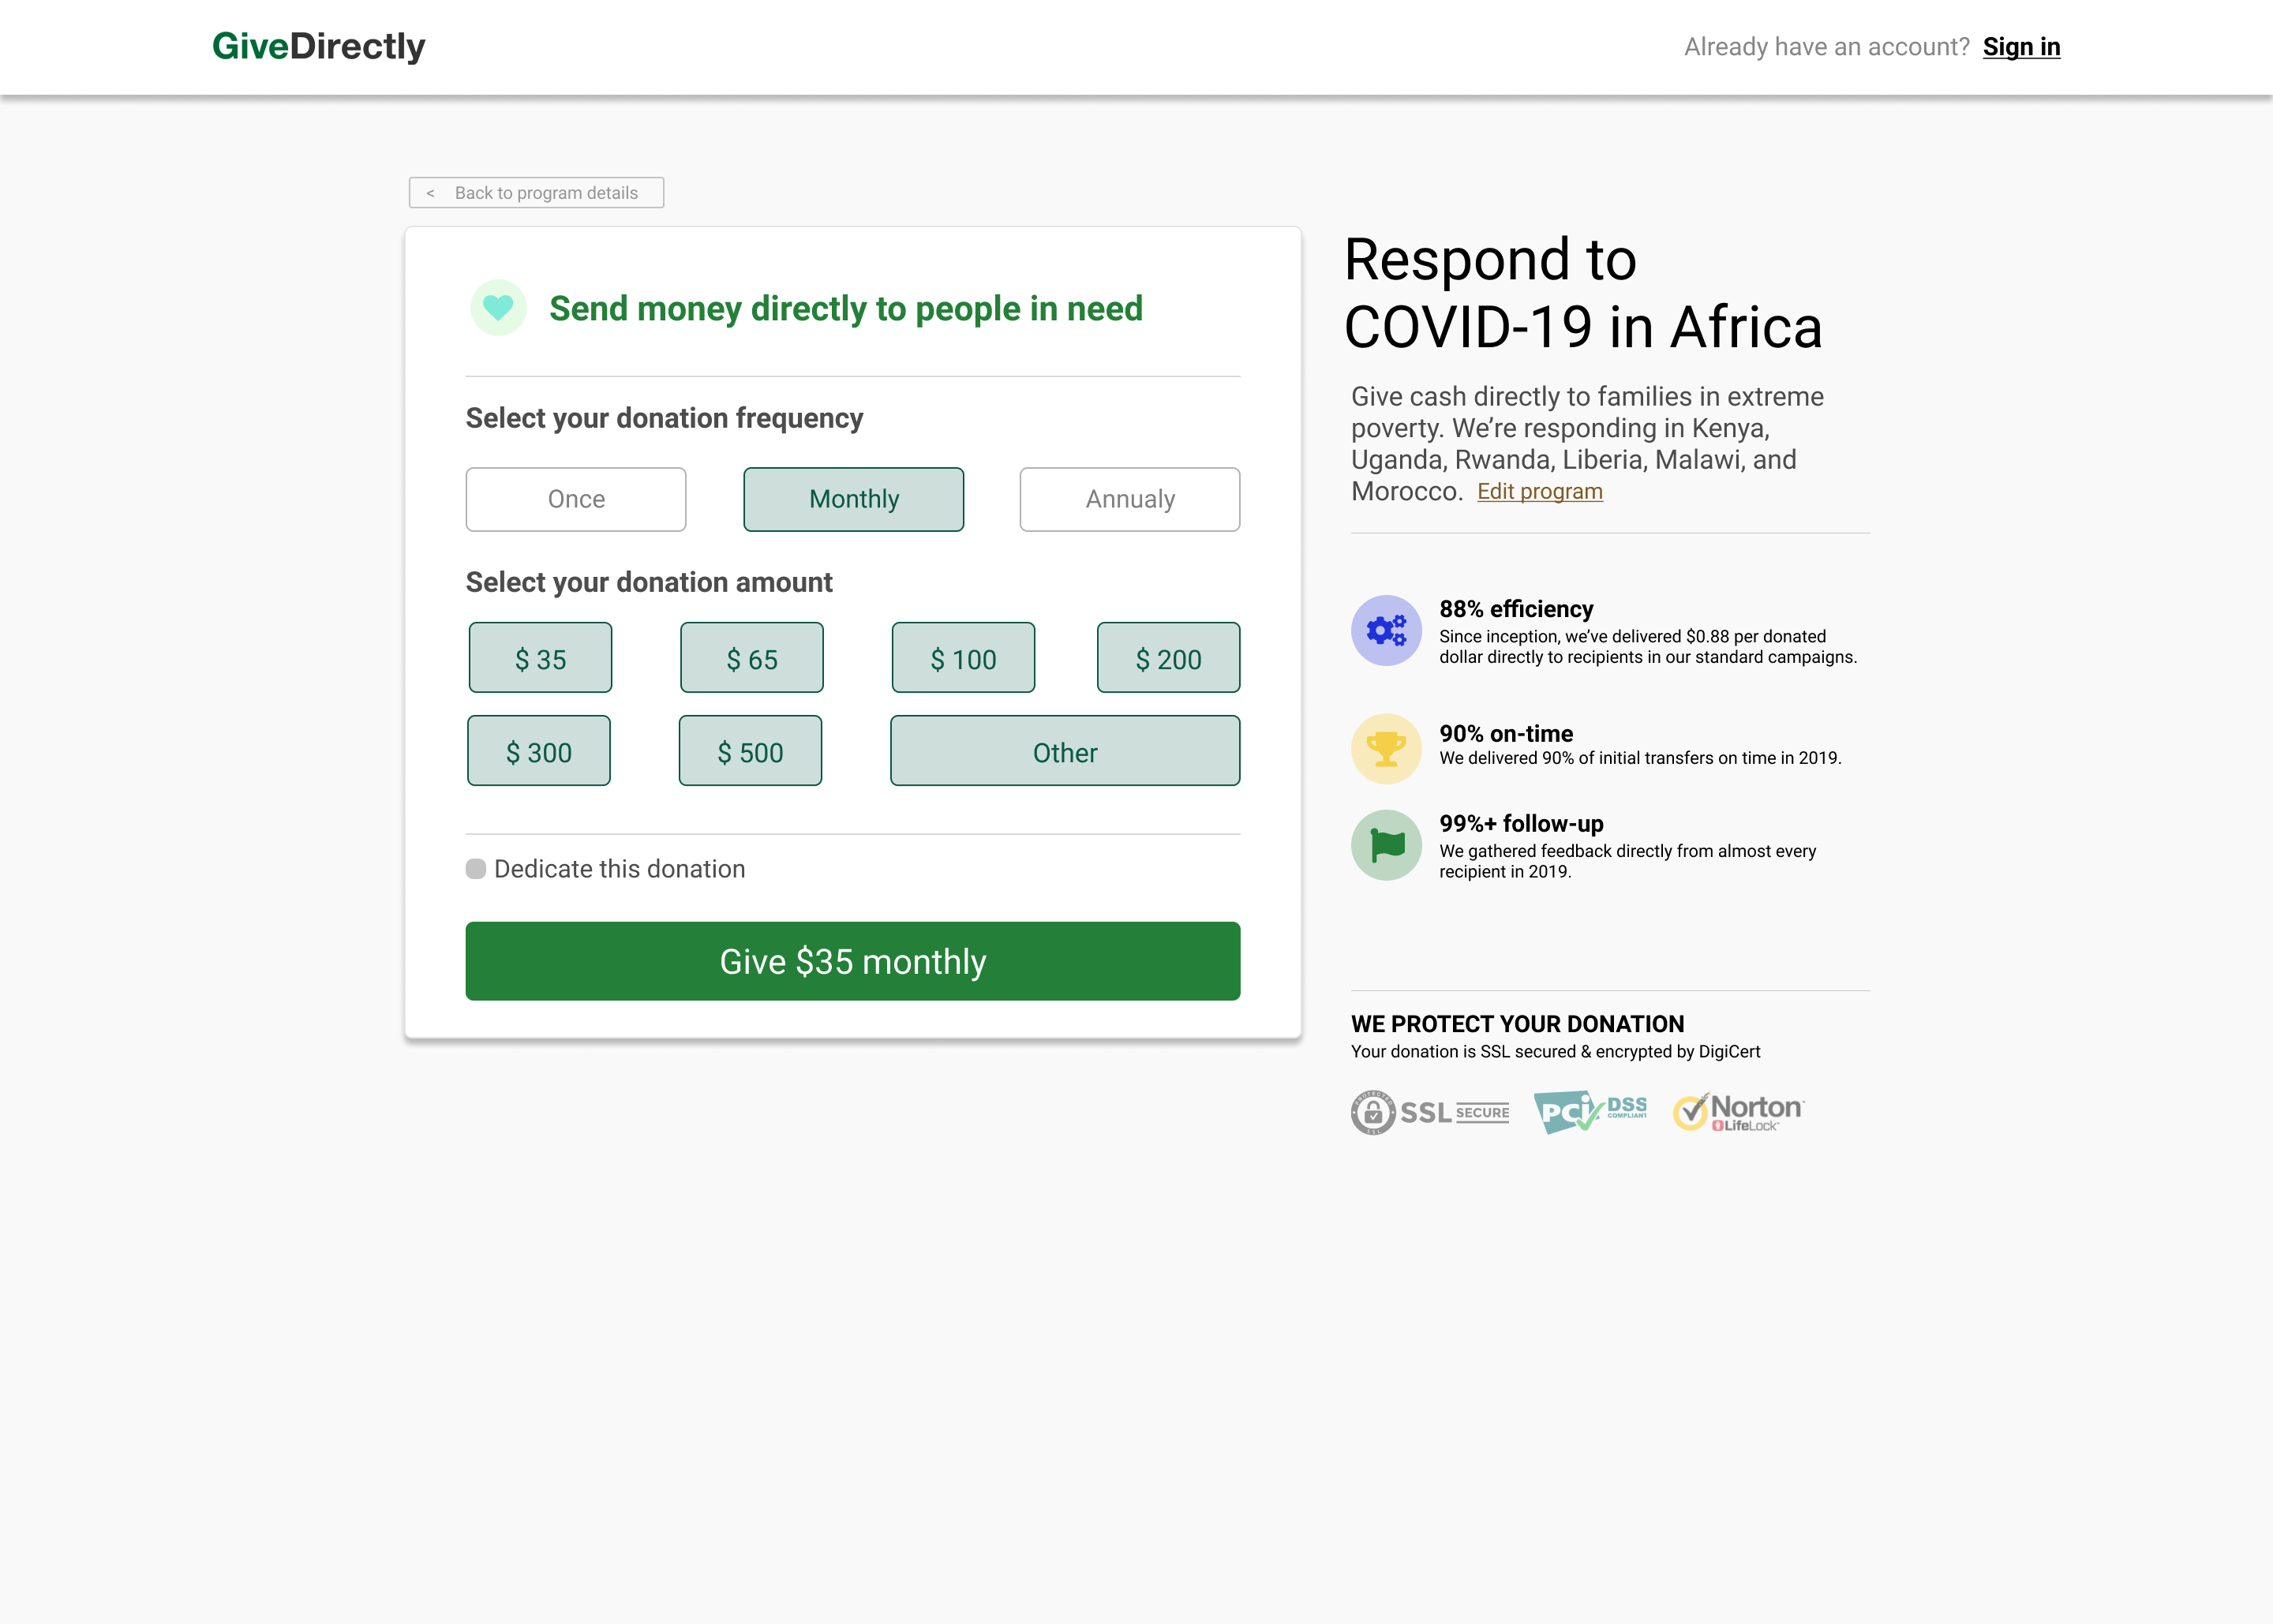 GiveDirectly
Already have an account? Sign in
< Back to program details
Send money directly to people in need
Select your donation frequency
Once
Monthly
Annualy
Select your donation amount
$ 35
$ 65
$ 100
$ 200
$ 300
$ 500
Other
Dedicate this donation
Give $35 monthly
Respond to
COVID-19 in Africa
Give cash directly to families in extreme
poverty. We’re responding in Kenya,
Uganda, Rwanda, Liberia, Malawi, and
Morocco. Edit program
88% efficiency
Since inception, we’ve delivered $0.88 per donated
dollar directly to recipients in our standard campaigns.
90% on-time
We delivered 90% of initial transfers on time in 2019.
99%+ follow-up
We gathered feedback directly from almost every
recipient in 2019.
WE PROTECT YOUR DONATION
Your donation is SSL secured & encrypted by DigiCert
PROTECTED
SSL
SSL SECURE
PCI DSS
COMPLIANT
Norton
LifeLock